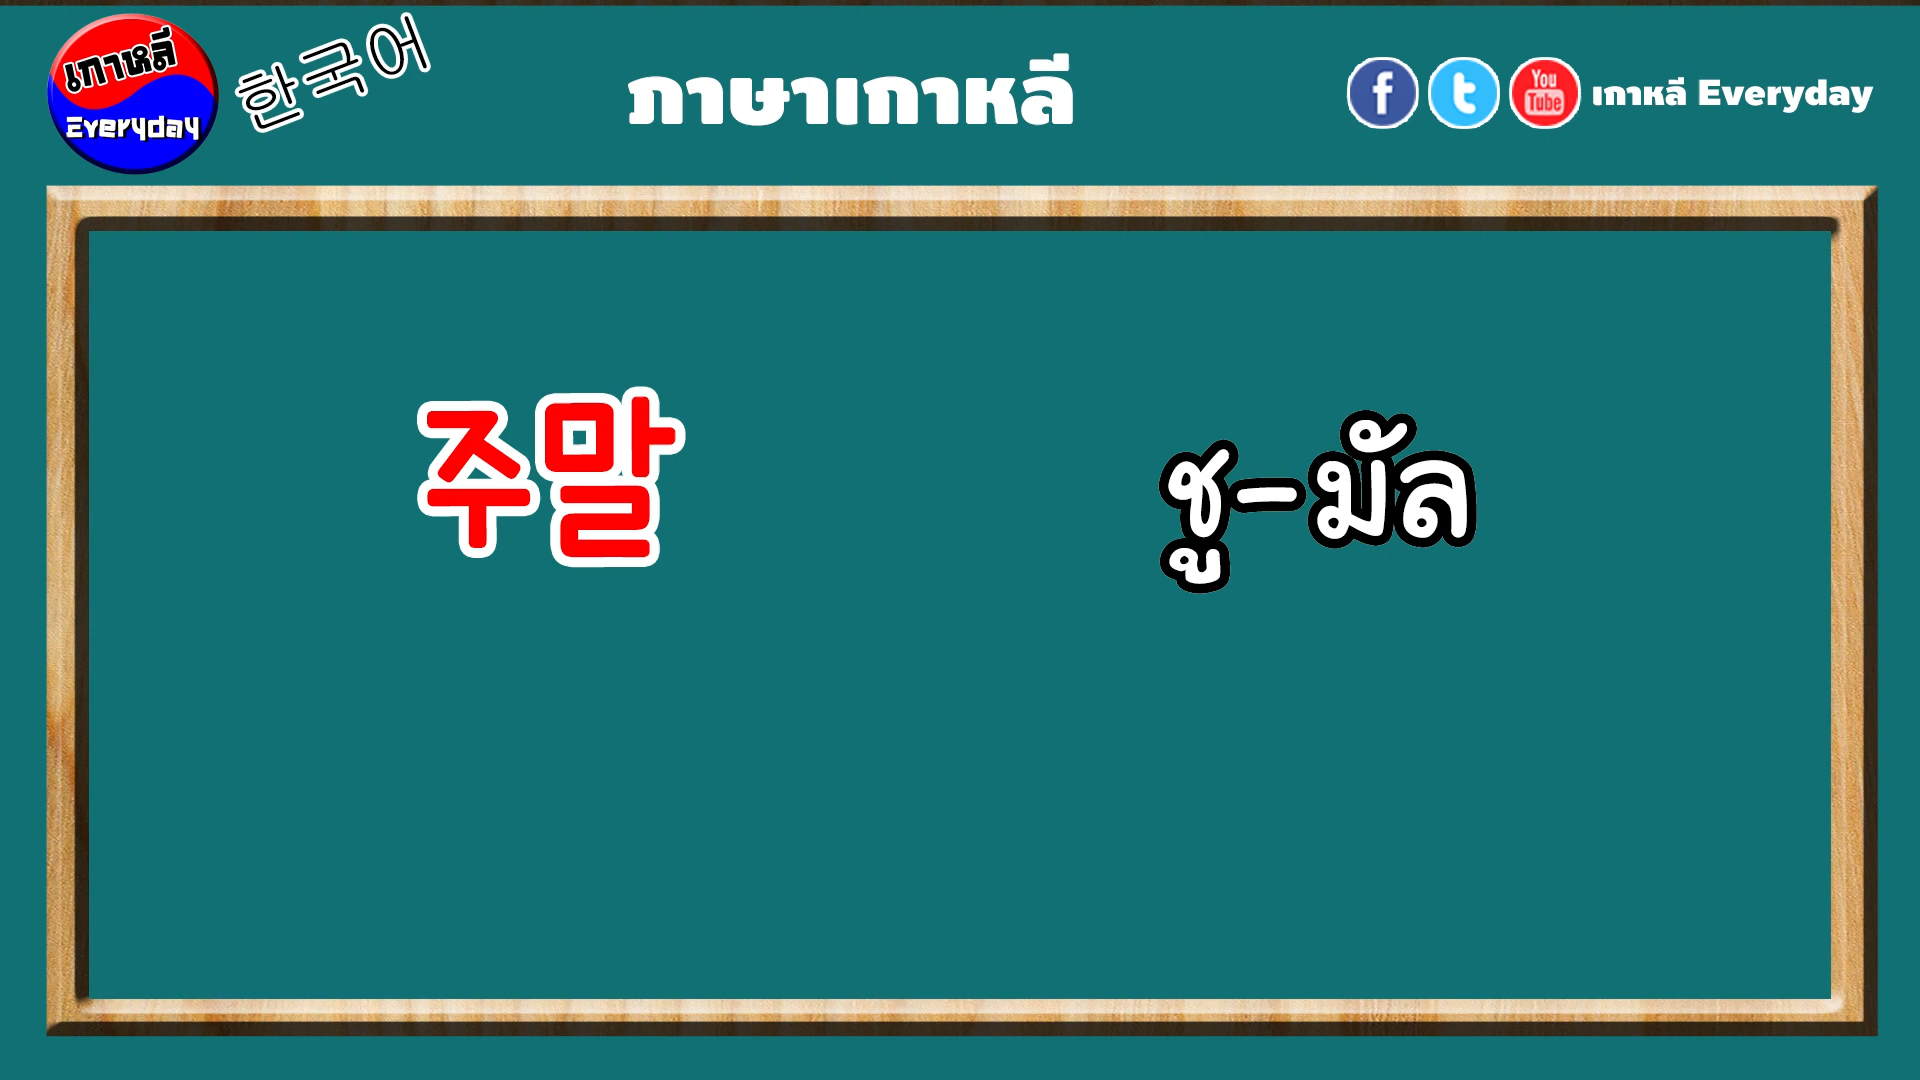 เกาหลี
Everyday
한국어
ภาษาเกาหลี
f t You Tube เกาหลี Everyday
주말 ชู-มัล